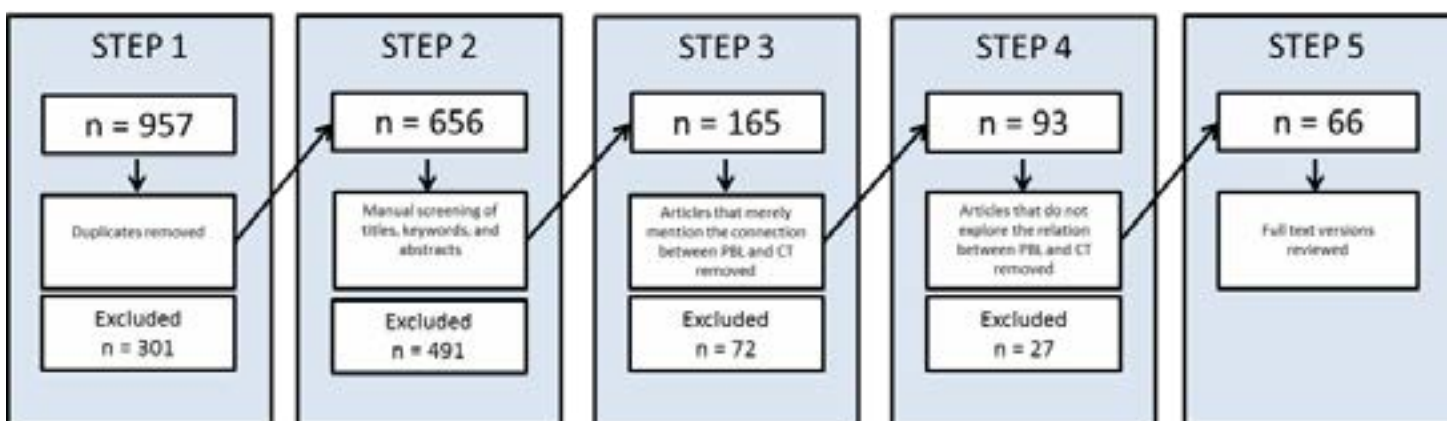 STEP 1
n = 957
Duplicates removed
Excluded
n = 301
STEP 2
n = 656
Manual screening of
titles, keywords, and
abstracts
Excluded
n = 491
STEP 3
n = 165
Articles that merely
mention the connection
between PBL and CT
removed
Excluded
n = 72
STEP 4
n = 93
Articles that do not
explore the relation
between PBL and CT
removed
Excluded
n = 27
STEP 5
n = 66
Full text versions
reviewed